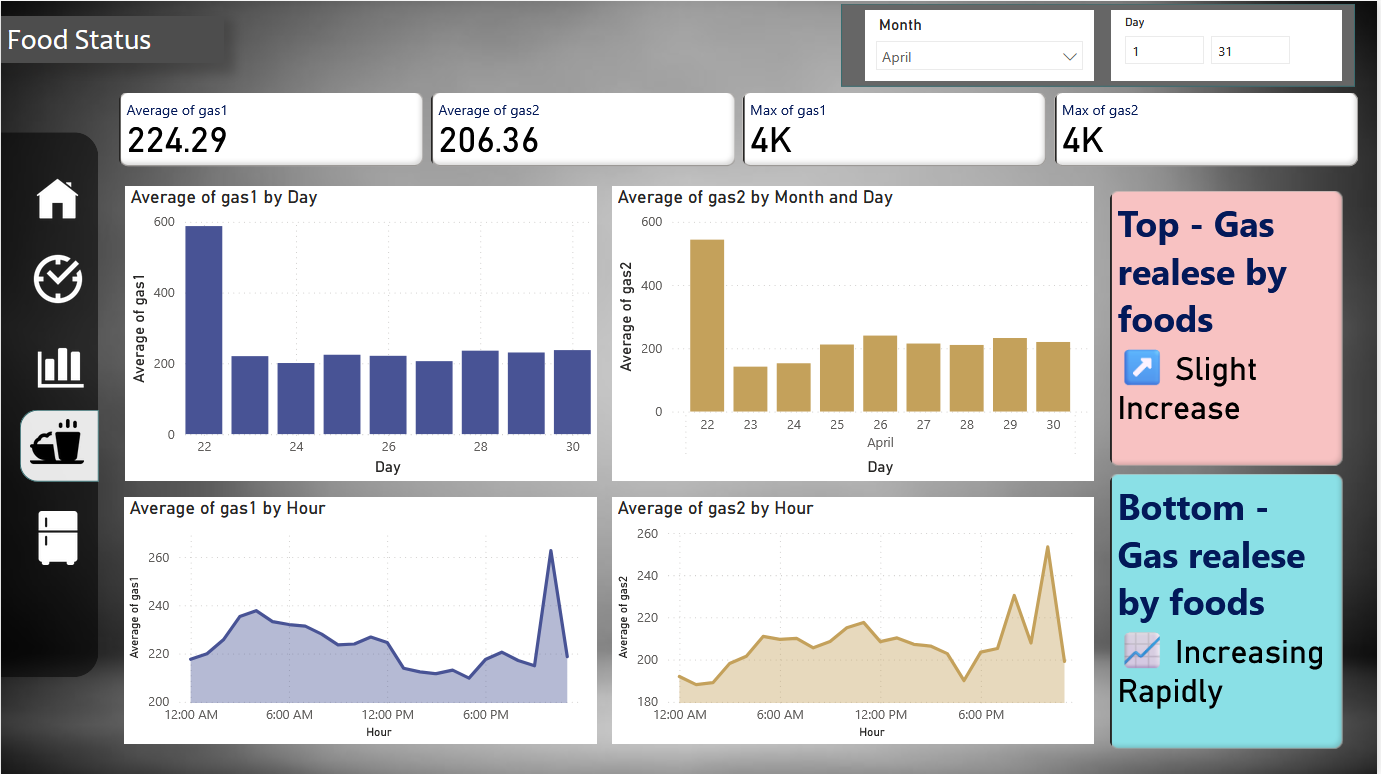 Food Status
Month
April
Day
1
31
Average of gas1
224.29
Average of gas2
206.36
Max of gas1
4K
Max of gas2
4K
Average of gas1 by Day
Average of gas1
600
400
200
0
22
24
26
28
30
Day
Average of gas2 by Month and Day
Average of gas2
600
400
200
0
22
23
24
25
26
27
28
29
30
April
Day
Top - Gas
realese by
foods
Slight
Increase
Average of gas1 by Hour
Average of gas1
260
240
220
200
12:00 AM
6:00 AM
12:00 PM
6:00 PM
Hour
Average of gas2 by Hour
Average of gas2
260
240
220
200
180
12:00 AM
6:00 AM
12:00 PM
6:00 PM
Hour
Bottom -
Gas realese
by foods
Increasing
Rapidly